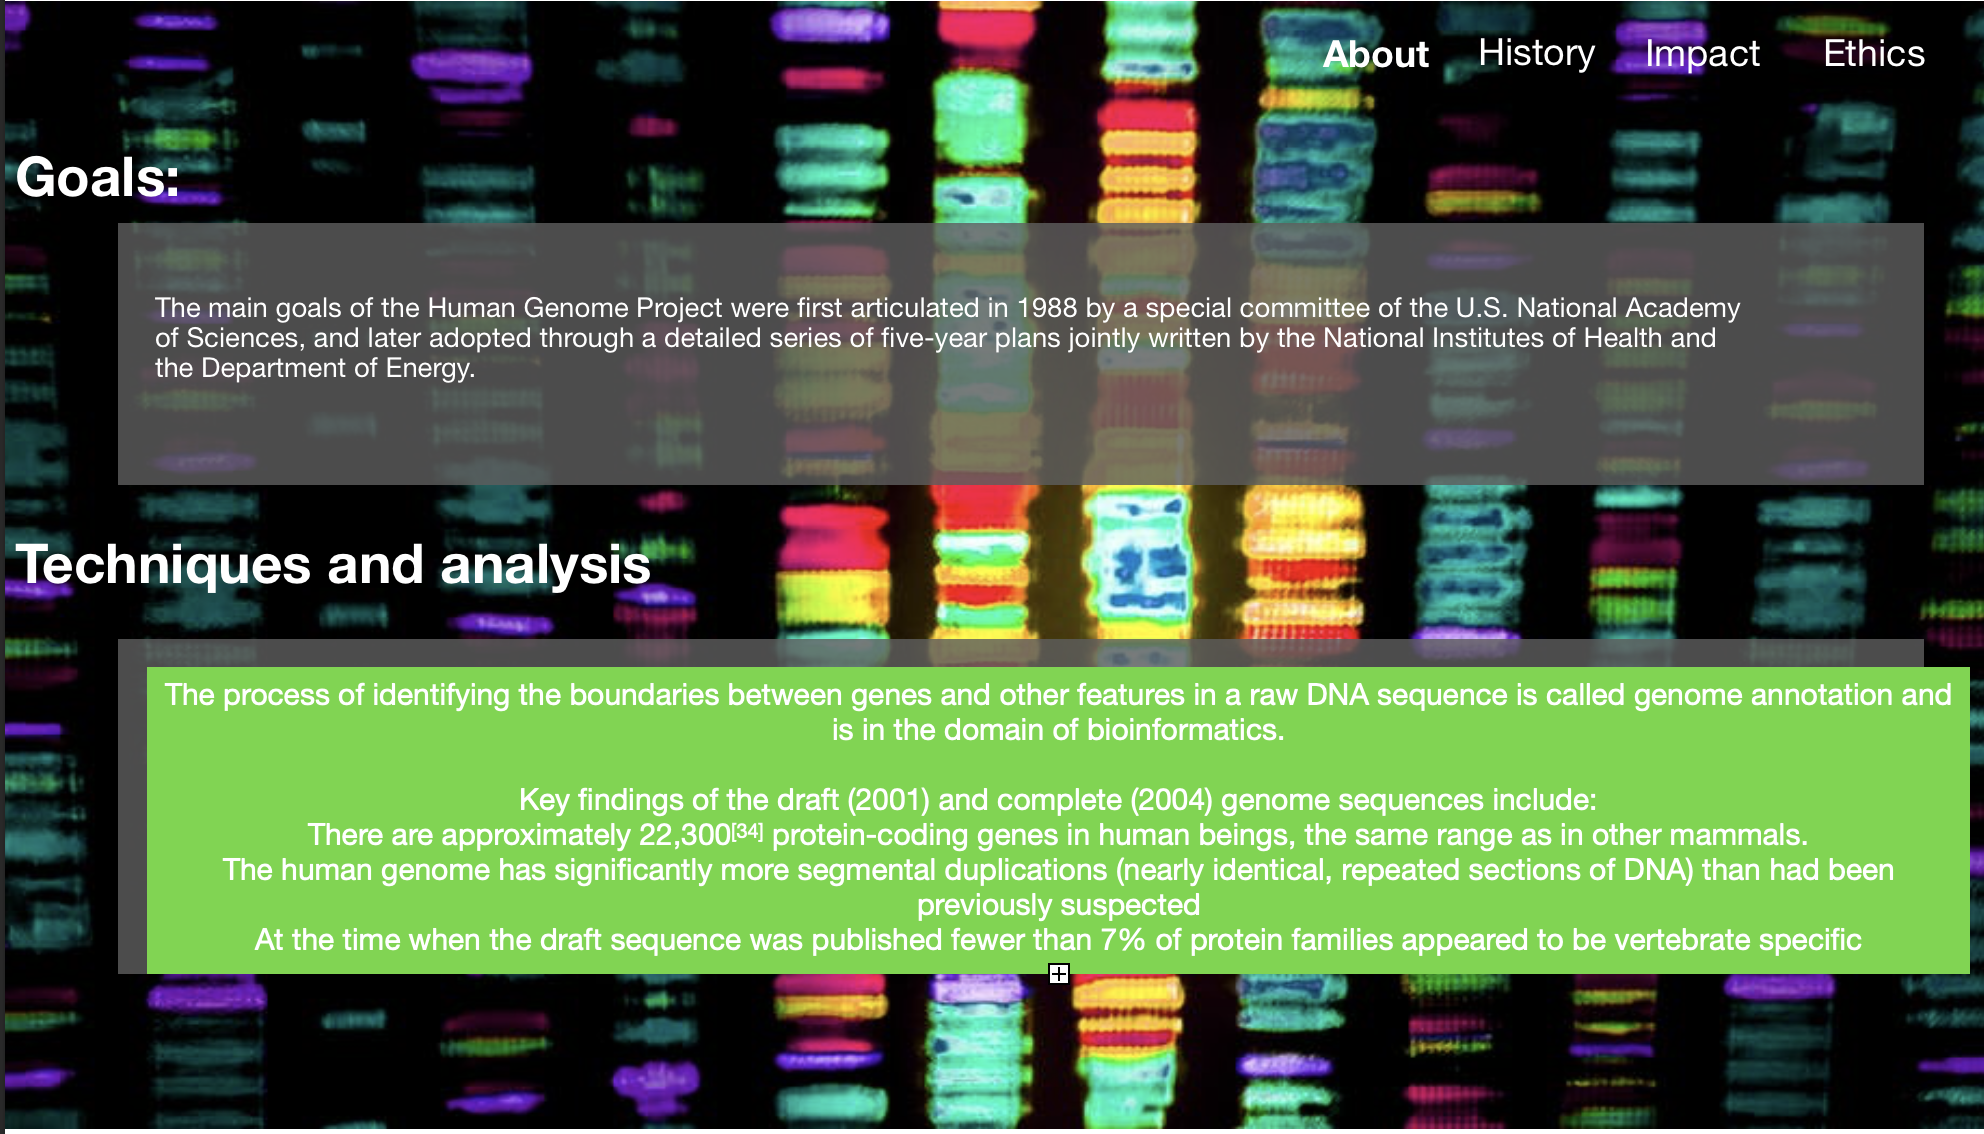 About History Impact Ethics
Goals:
The main goals of the Human Genome Project were first articulated in 1988 by a special committee of the U.S. National Academy
of Sciences, and later adopted through a detailed series of five-year plans jointly written by the National Institutes of Health and
the Department of Energy.
Techniques and analysis
The process of identifying the boundaries between genes and other features in a raw DNA sequence is called genome annotation and
is in the domain of bioinformatics.
Key findings of the draft (2001) and complete (2004) genome sequences include:
There are approximately 22,300[34] protein-coding genes in human beings, the same range as in other mammals.
The human genome has significantly more segmental duplications (nearly identical, repeated sections of DNA) than had been
previously suspected
At the time when the draft sequence was published fewer than 7% of protein families appeared to be vertebrate specific